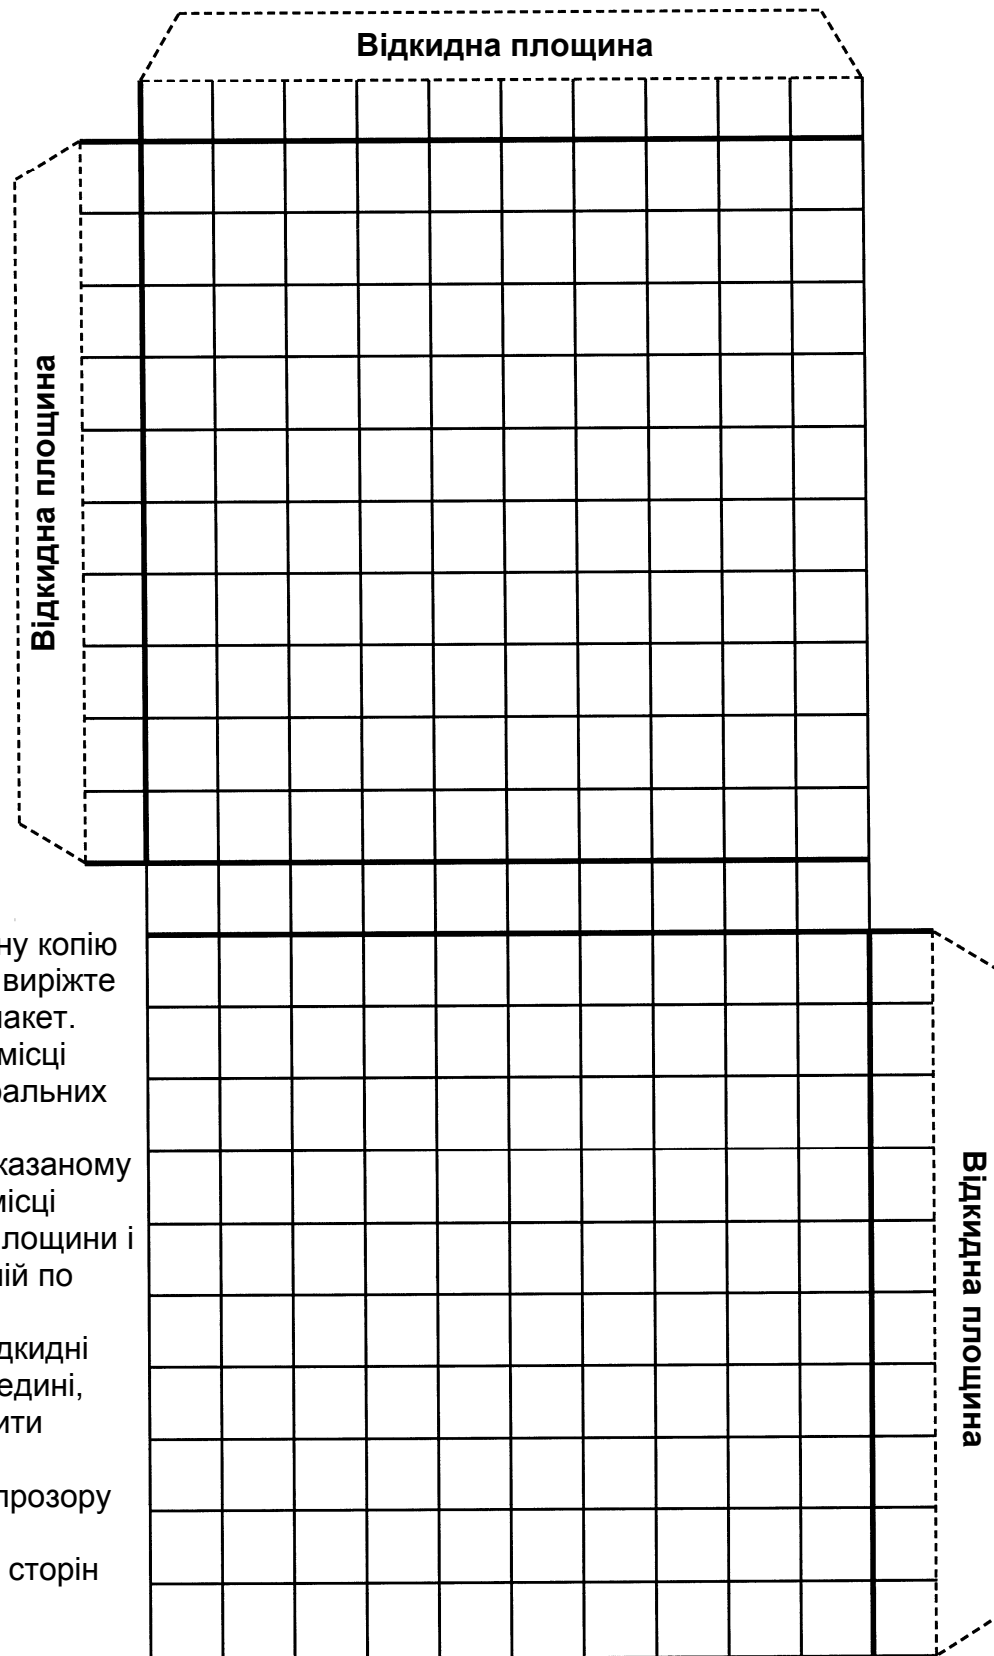 Відкидна площина
Відкидна площина
ну копію
виріжте
макет.
місці
ральних
казаному
місці
лощини і
ній по
дкидні
едині,
ити
прозору
сторін
Відкидна площина